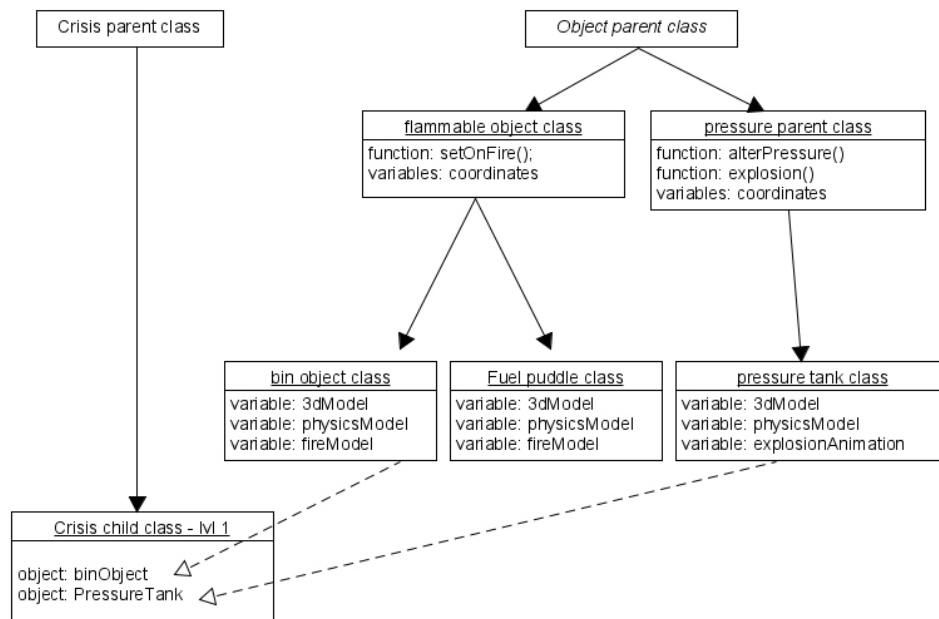 Crisis parent class
Object parent class
flammable object class
function: setOnFire();
variables: coordinates
pressure parent class
function: alterPressure()
function: explosion()
variables: coordinates
bin object class
variable: 3dModel
variable: physicsModel
variable: fireModel
Fuel puddle class
variable: 3dModel
variable: physicsModel
variable: fireModel
pressure tank class
variable: 3dModel
variable: physicsModel
variable: explosionAnimation
Crisis child class - lvl 1
object: binObject
object: PressureTank